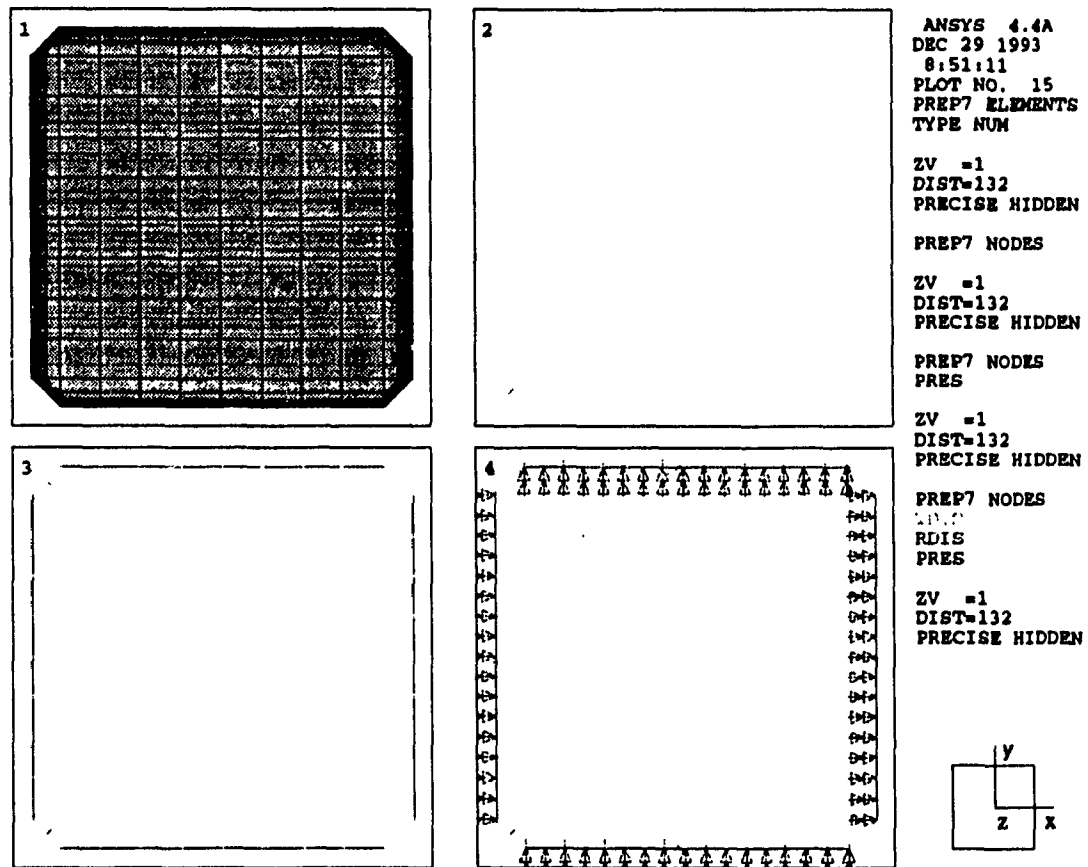 1
2
3
4
ANSYS 4.4A
DEC 29 1993
8:51:11
PLOT NO. 15
PREP7 ELEMENTS
TYPE NUM
ZV =1
DIST=132
PRECISE HIDDEN
PREP7 NODES
ZV =1
DIST=132
PRECISE HIDDEN
PREP7 NODES
PRES
ZV =1
DIST=132
PRECISE HIDDEN
PREP7 NODES
RDIS
PRES
ZV =1
DIST=132
PRECISE HIDDEN
Y
Z X